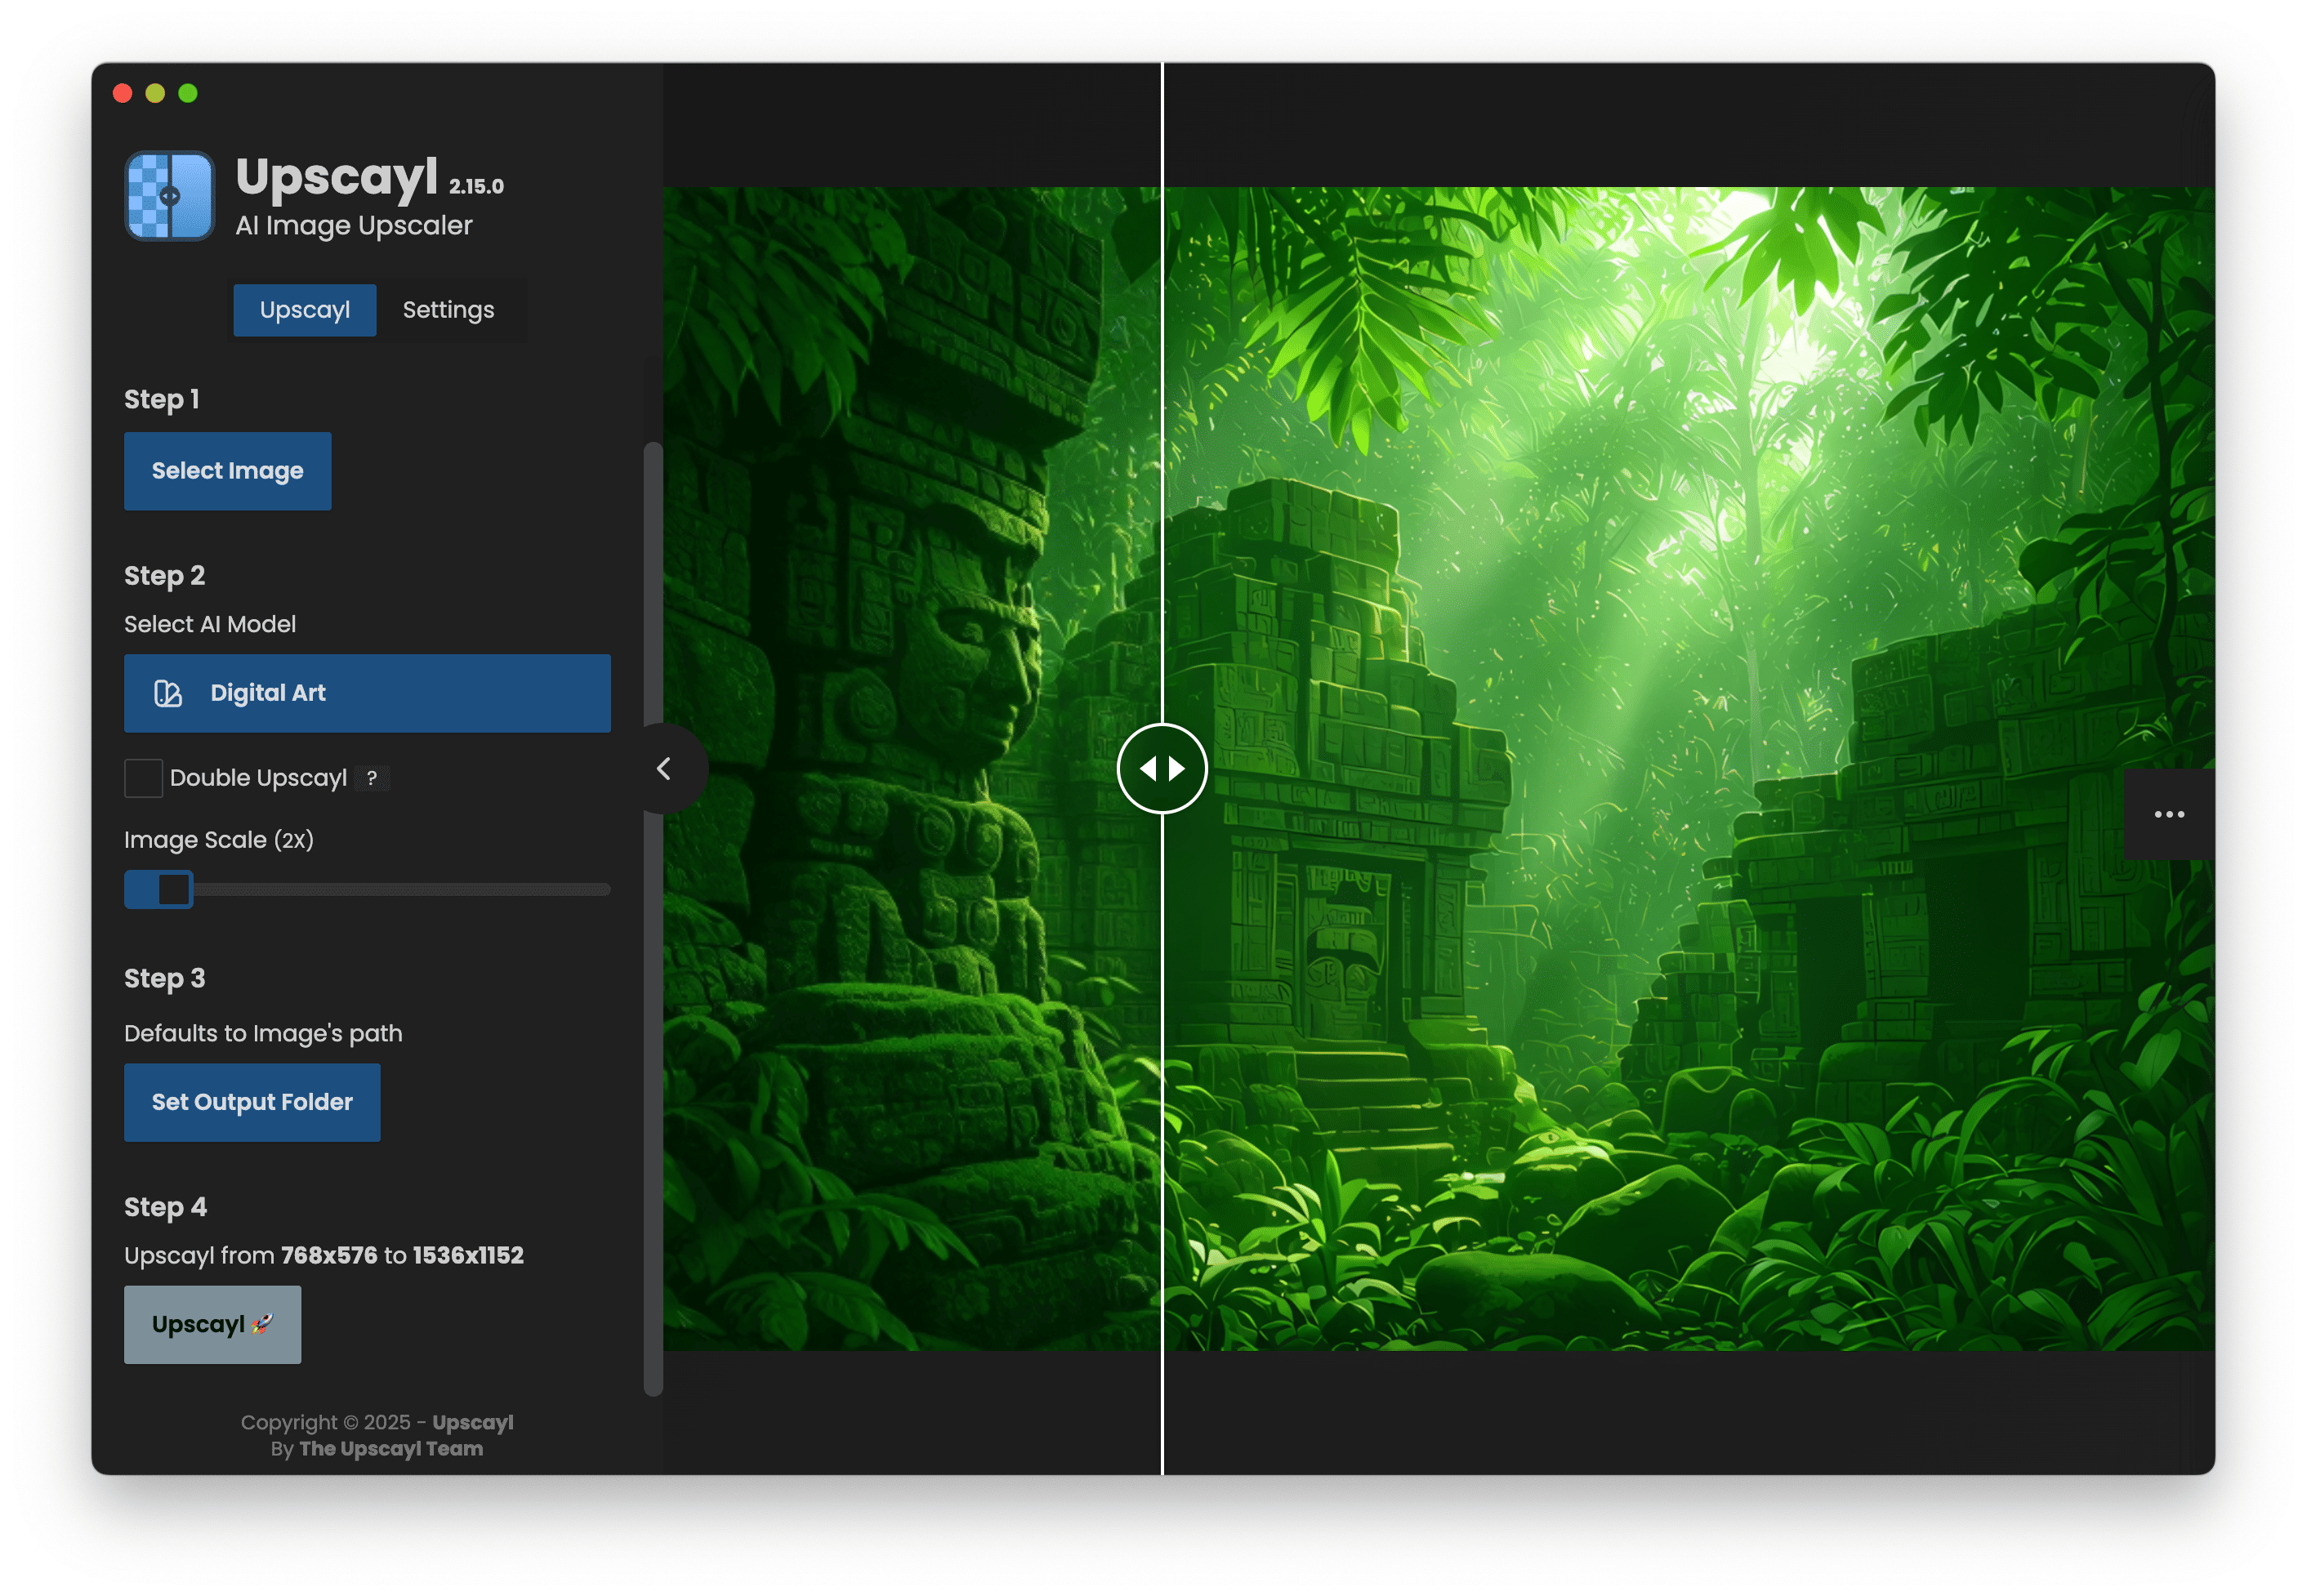 Upscayl 2.15.0
AI Image Upscaler
Upscayl Settings
Step 1
Select Image
Step 2
Select AI Model
Digital Art
Double Upscayl ?
Image Scale (2X)
Step 3
Defaults to Image's path
Set Output Folder
Step 4
Upscayl from 768x576 to 1536x1152
Upscayl 🚀
Copyright © 2025 - Upscayl
By The Upscayl Team